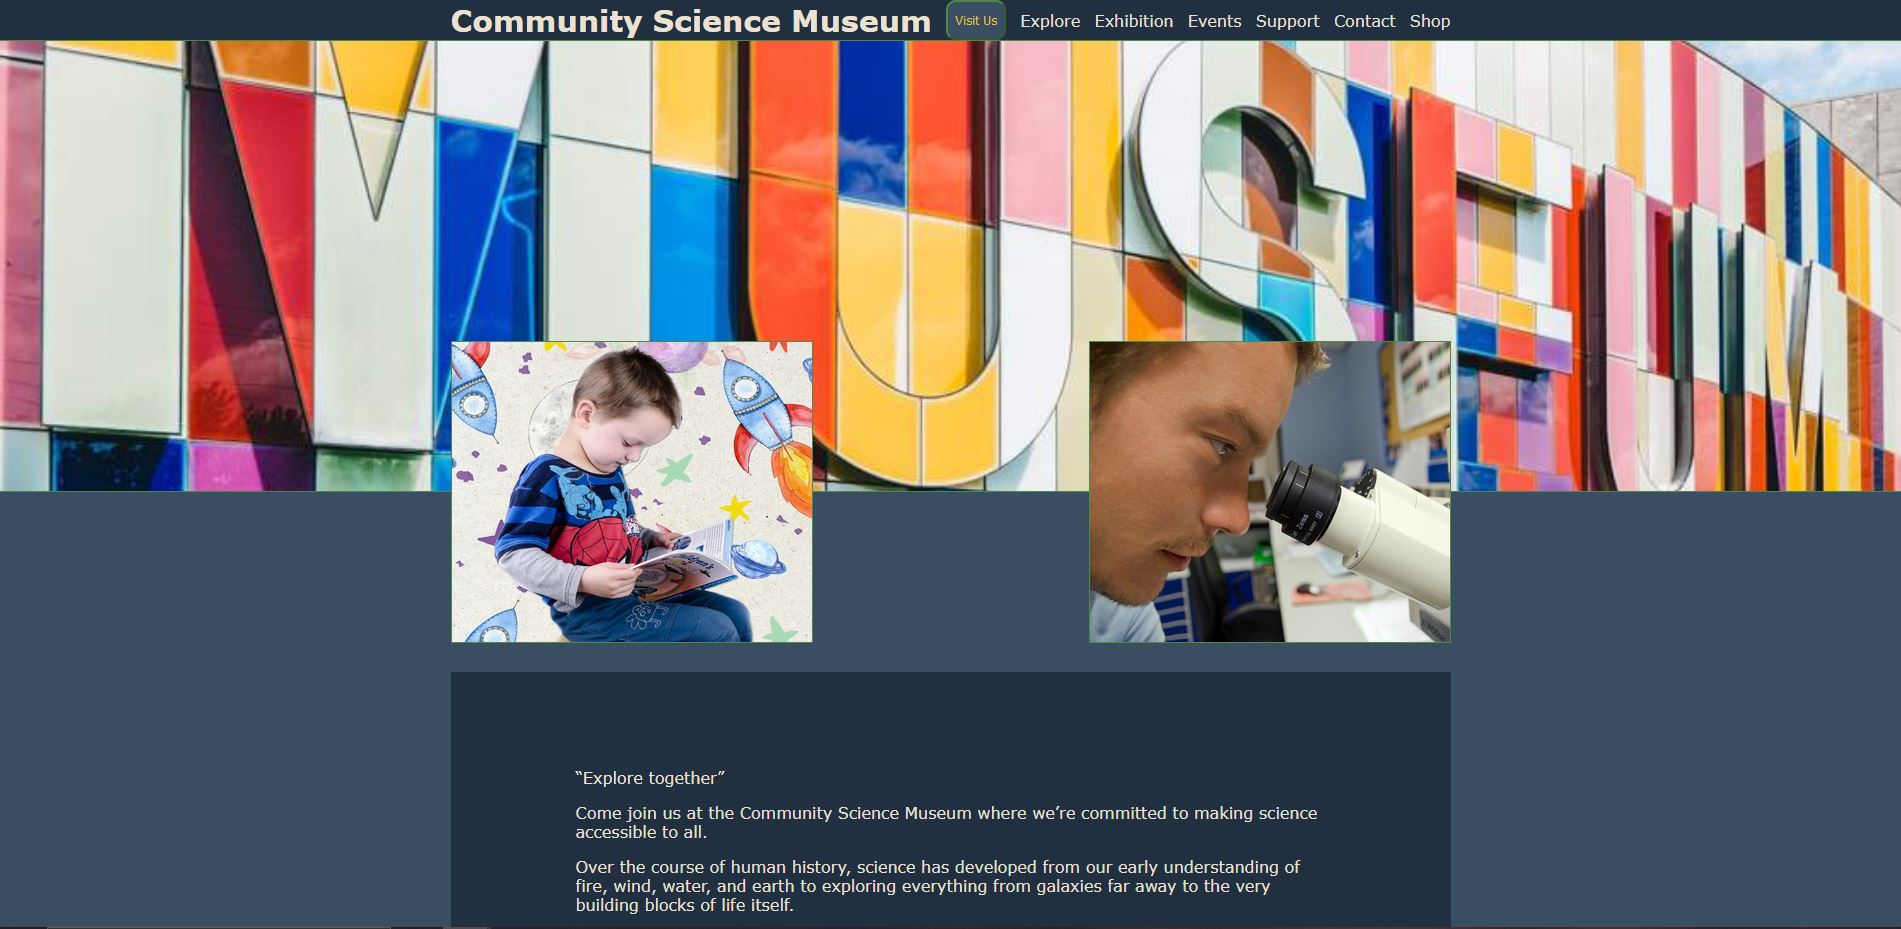 Community Science Museum
Visit Us
Explore
Exhibition
Events
Support
Contact
Shop
MUSEUM
Zeiss
“Explore together”
Come join us at the Community Science Museum where we’re committed to making science
accessible to all.
Over the course of human history, science has developed from our early understanding of
fire, wind, water, and earth to exploring everything from galaxies far away to the very
building blocks of life itself.